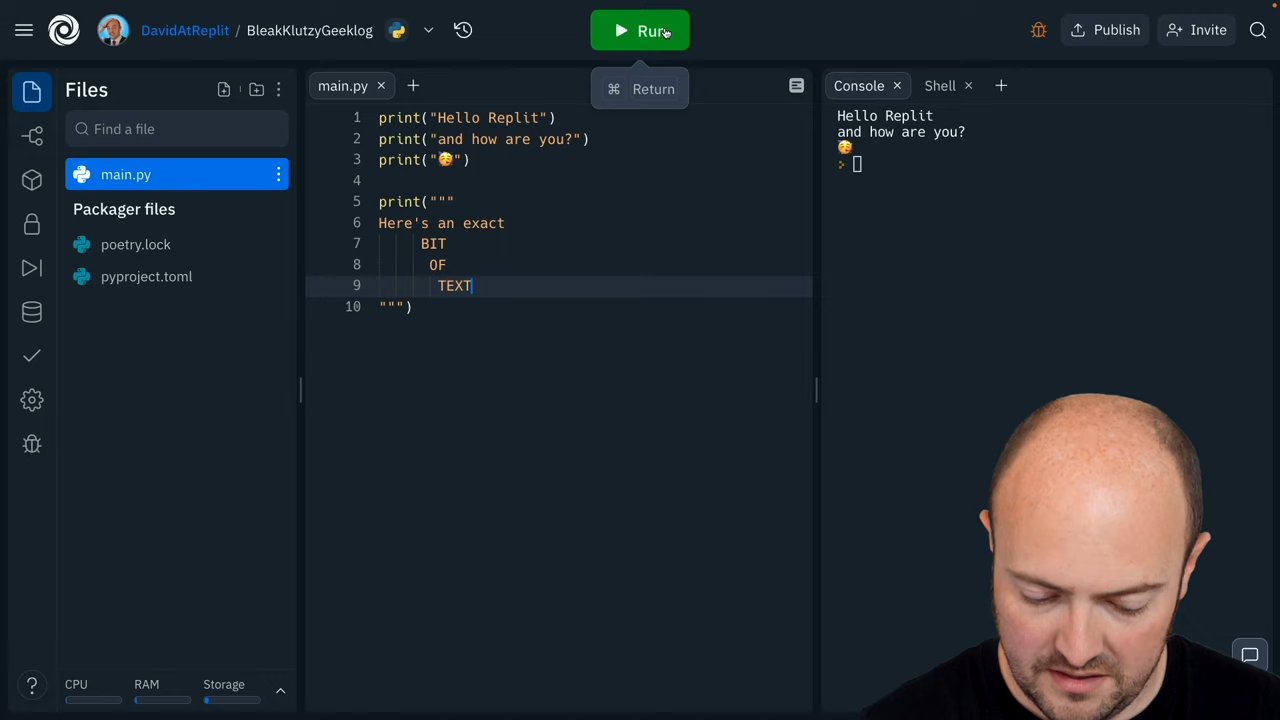 DavidAtReplit / BleakKlutzyGeeklog
Run
Publish
Invite
⌘ Return
Files
Find a file
main.py
Packager files
poetry.lock
pyproject.toml
CPU RAM Storage
main.py
1 print("Hello Replit")
2 print("and how are you?")
3 print("🥳")
4
5 print("""
6 Here's an exact
7      BIT
8       OF
9        TEXT
10 """)
Console Shell
Hello Replit
and how are you?
🥳
>